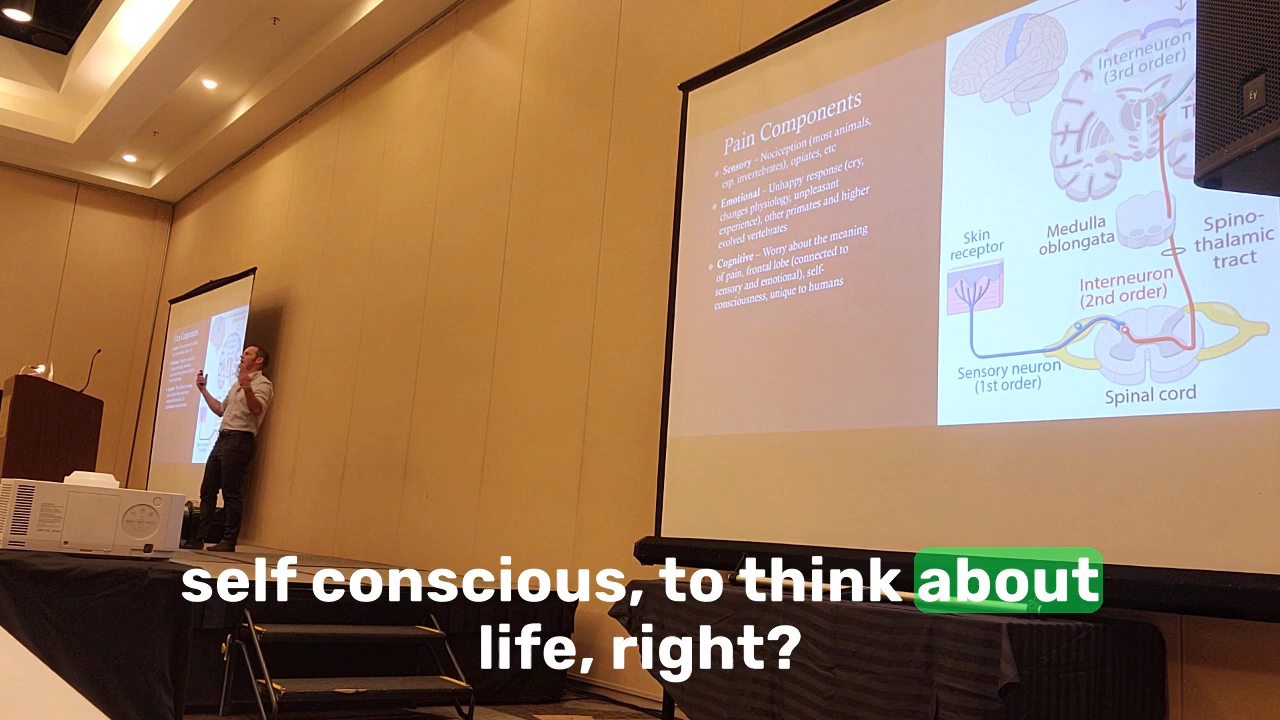 Pain Components
Sensory – Nociception (most animals,
esp, invertebrates), opiates, etc
Emotional – Unhappy response (cry,
changes physiology, unpleasant
experience), other primates and higher
evolved vertebrates
Cognitive – Worry about the meaning
of pain, frontal lobe (connected to
sensory and emotional), self-
consciousness, unique to humans
Interneuron
(3rd order)
Medulla
oblongata
Spino-
thalamic
tract
Skin
receptor
Interneuron
(2nd order)
Sensory neuron
(1st order)
Spinal cord
Pain Components
self conscious, to think about
life, right?